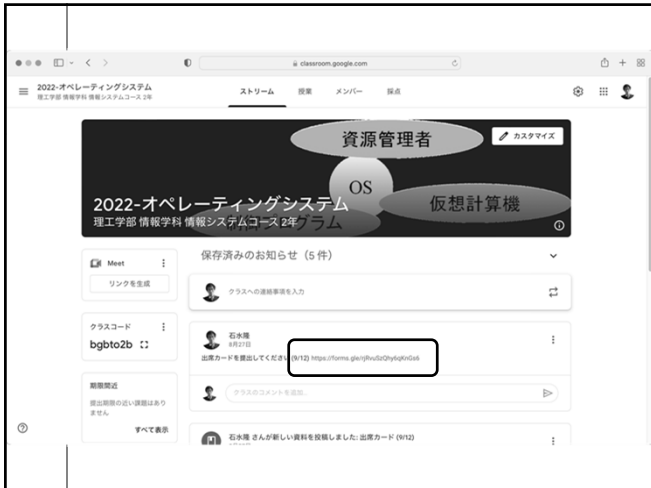 classroom.google.com
2022-オペレーティングシステム
理工学部 情報学科 情報システムコース 2年
ストリーム
授業
メンバー
採点
資源管理者
カスタマイズ
OS
仮想計算機
制御プログラム
2022-オペレーティングシステム
理工学部 情報学科 情報システムコース 2年
Meet
リンクを生成
保存済みのお知らせ (5 件)
クラスへの連絡事項を入力
クラスコード
bgbto2b
石水隆
8月27日
出席カードを提出してください (9/12) https://forms.gle/rjRvuSzQhy6qKnGs6
クラスのコメントを追加...
期限間近
提出期限の近い課題はあり
ません
すべて表示
石水隆 さんが新しい資料を投稿しました: 出席カード (9/12)